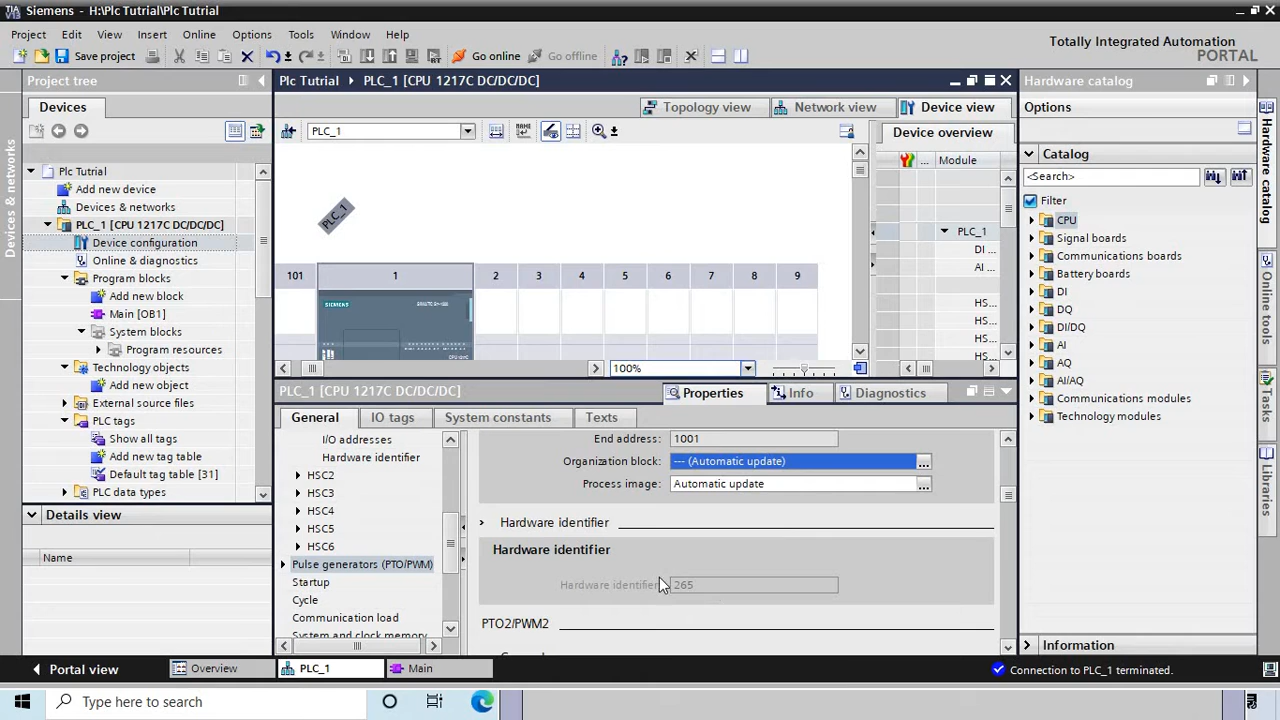 TIA
V13
Siemens - H:\Plc Tutrial\Plc Tutrial
Project Edit View Insert Online Options Tools Window Help
Totally Integrated Automation
PORTAL
Save project
Go online
Go offline
Project tree
Plc Tutrial
PLC_1 [CPU 1217C DC/DC/DC]
Hardware catalog
Devices
Topology view
Network view
Device view
Options
PLC_1
Device overview
Catalog
<Search>
Filter
... Module
PLC_1
DI ...
AI ...
HS...
HS...
HS...
HS...
Plc Tutrial
Add new device
Devices & networks
PLC_1 [CPU 1217C DC/DC/DC]
Device configuration
Online & diagnostics
Program blocks
Add new block
Main [OB1]
System blocks
Program resources
Technology objects
Add new object
External source files
PLC tags
Show all tags
Add new tag table
Default tag table [31]
PLC data types
Details view
Name
Devices & networks
PLC_1
101 1 2 3 4 5 6 7 8 9
SIEMENS
100%
CPU
Signal boards
Communications boards
Battery boards
DI
DQ
DI/DQ
AI
AQ
AI/AQ
Communications modules
Technology modules
Information
Hardware catalog
Online tools
Tasks
Libraries
PLC_1 [CPU 1217C DC/DC/DC]
Properties
Info
Diagnostics
General
IO tags
System constants
Texts
I/O addresses
Hardware identifier
HSC2
HSC3
HSC4
HSC5
HSC6
Pulse generators (PTO/PWM)
Startup
Cycle
Communication load
System and clock memory
End address: 1001
Organization block: --- (Automatic update)
...
Process image: Automatic update
...
Hardware identifier
Hardware identifier
Hardware identifier 265
PTO2/PWM2
Portal view
Overview
PLC_1
Main
Connection to PLC_1 terminated.
Type here to search